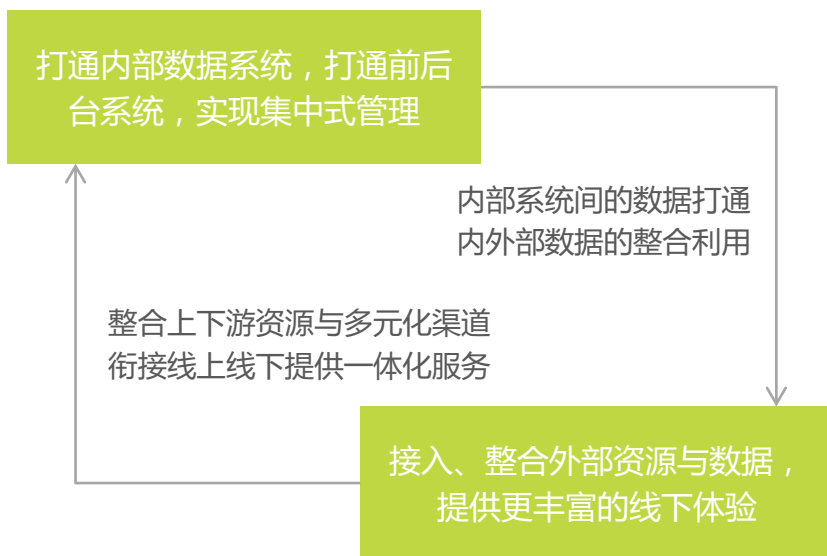 打通内部数据系统，打通前后
台系统，实现集中式管理
内部系统间的数据打通
内外部数据的整合利用
整合上下游资源与多元化渠道
衔接线上线下提供一体化服务
接入、整合外部资源与数据，
提供更丰富的线下体验